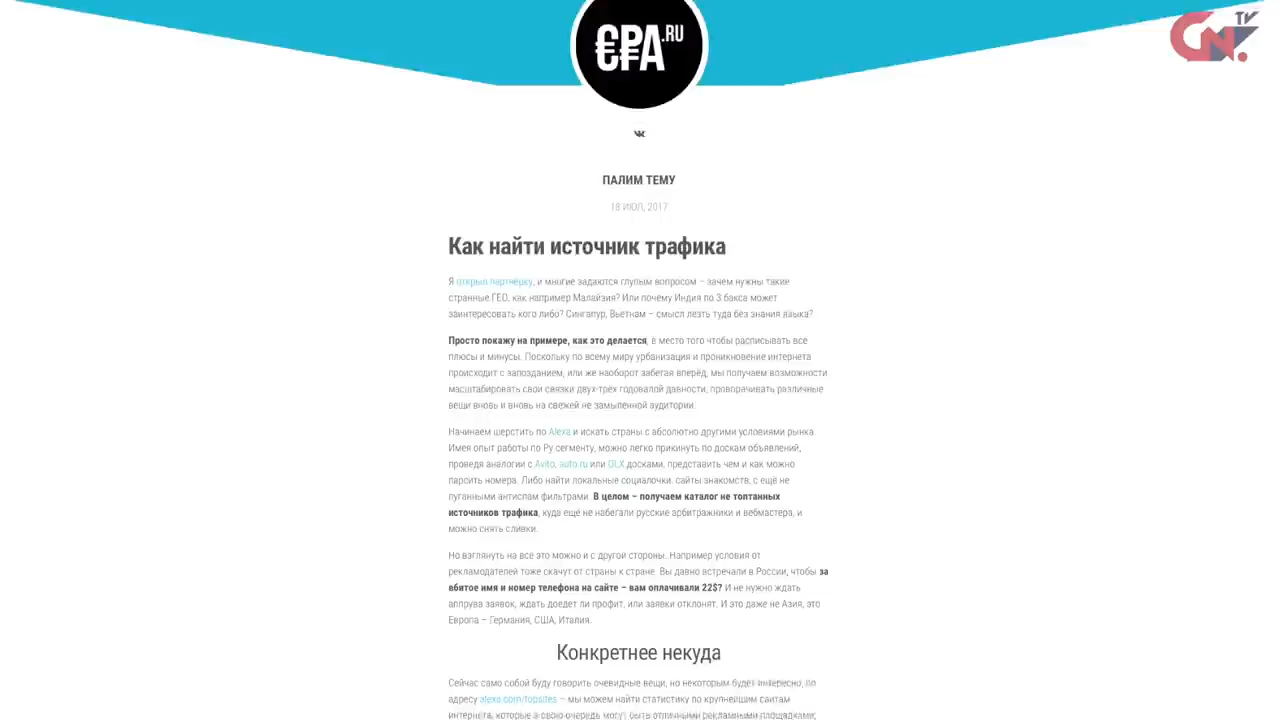 €₽A.RU
GN. TV
ПАЛИМ ТЕМУ
18 ИЮЛ, 2017
Как найти источник трафика
Я открыл партнёрку, и многие задаются глупым вопросом – зачем нужны такие
странные ГЕО, как например Малайзия? Или почему Индия по 3 бакса может
заинтересовать кого либо? Сингапур, Вьетнам – смысл лезть туда без знания языка?
Просто покажу на примере, как это делается, в место того чтобы расписывать все
плюсы и минусы. Поскольку по всему миру урбанизация и проникновение интернета
происходит с запозданием, или же наоборот забегая вперёд, мы получаем возможности
масштабировать свои связки двух-трёх годовалой давности, проворачивать различные
вещи вновь и вновь на свежей не замыленной аудитории.
Начинаем шерстить по Alexa и искать страны с абсолютно другими условиями рынка.
Имея опыт работы по Ру.сегменту, можно легко прикинуть по доскам объявлений,
проведя аналогии с Avito, auto.ru или OLX досками, представить чем и как можно
парсить номера. Либо найти локальные социалочки, сайты знакомств, с ещё не
пуганными антиспам фильтрами. В целом – получаем каталог не топтанных
источников трафика, куда ещё не набегали русские арбитражники и вебмастера, и
можно снять сливки.
Но взглянуть на всё это можно и с другой стороны. Например условия от
рекламодателей тоже скачут от страны к стране. Вы давно встречали в России, чтобы за
вбитое имя и номер телефона на сайте – вам оплачивали 22$? И не нужно ждать
аппрува заявок, ждать доедет ли профит, или заявки отклонят. И это даже не Азия, это
Европа – Германия, США, Италия.
Конкретнее некуда
Сейчас само собой буду говорить очевидные вещи, но некоторым будет интересно, по
адресу alexa.com/topsites – мы можем найти статистику по крупнейшим сайтам
интернета, которые в свою очередь могут быть отличными рекламными площадками,